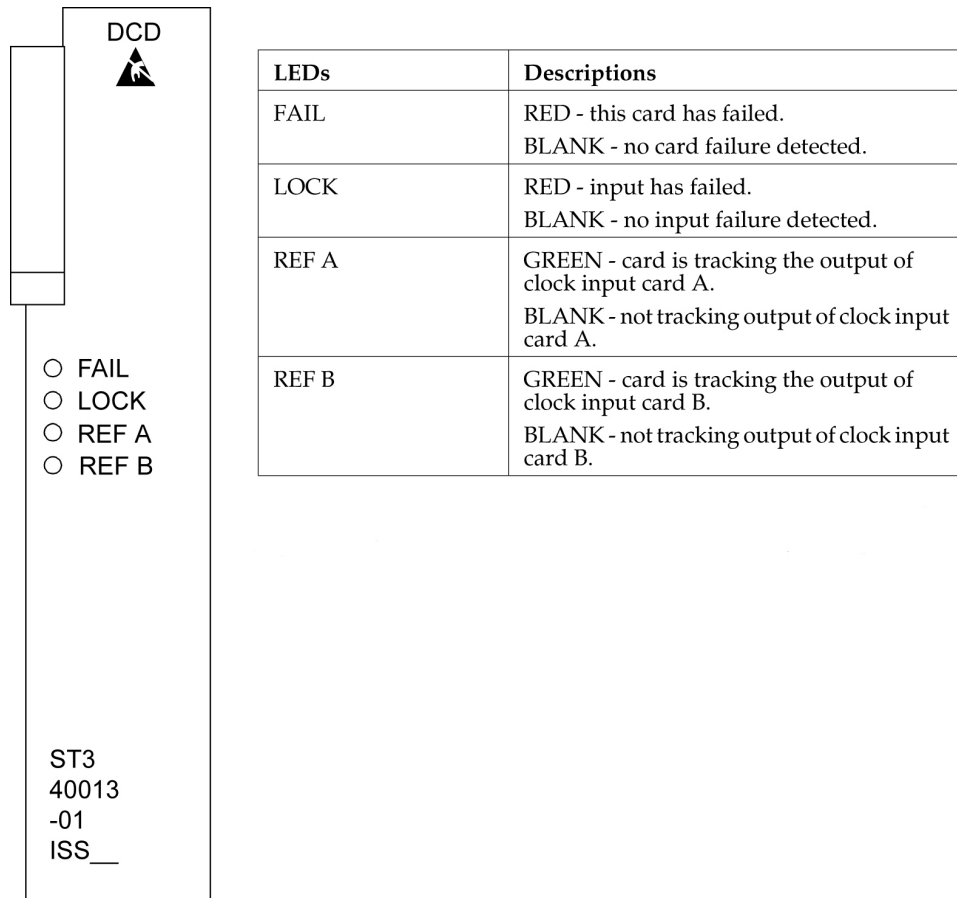 DCD
FAIL
LOCK
REF A
REF B
ST3
40013
-01
ISS__
LEDs Descriptions
FAIL RED - this card has failed.
BLANK - no card failure detected.
LOCK RED - input has failed.
BLANK - no input failure detected.
REF A GREEN - card is tracking the output of
clock input card A.
BLANK - not tracking output of clock input
card A.
REF B GREEN - card is tracking the output of
clock input card B.
BLANK - not tracking output of clock input
card B.